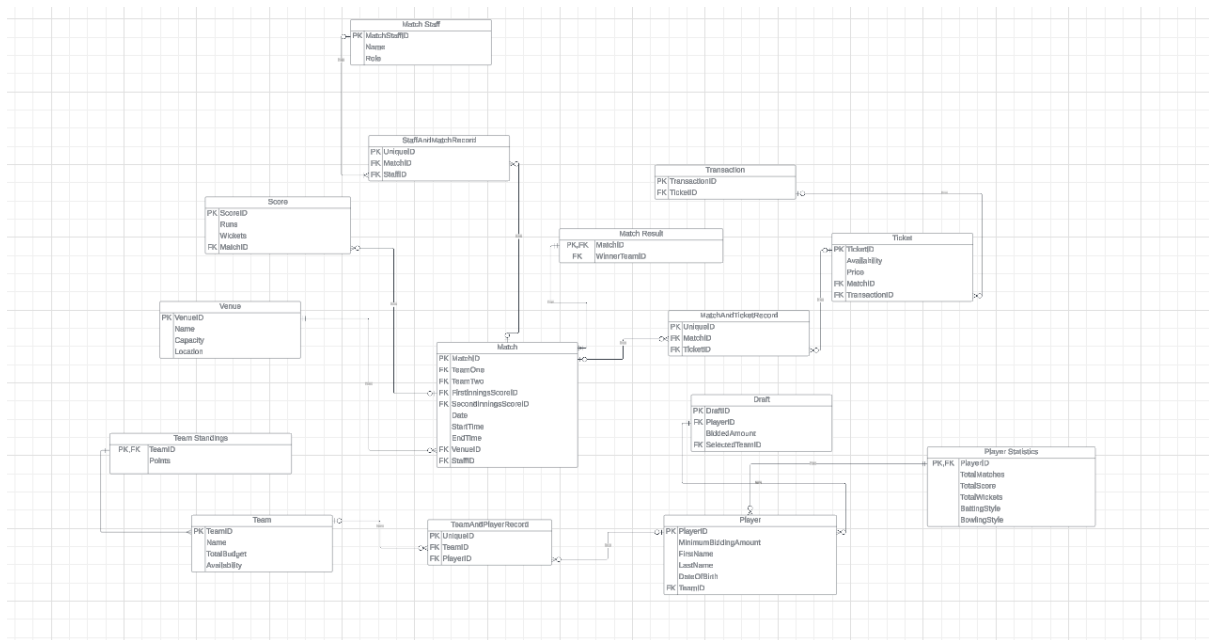 Match Staff
PK MatchStaffID
Name
Role
StaffAndMatchRecord
PK UniqueID
FK MatchID
FK StaffID
Transaction
PK TransactionID
FK TicketID
Score
PK ScoreID
Runs
Wickets
FK MatchID
Match Result
PK,FK MatchID
FK WinnerTeamID
Ticket
PK TicketID
Availability
Price
FK MatchID
FK TransactionID
Venue
PK VenueID
Name
Capacity
Location
MatchAndTicketRecord
PK UniqueID
FK MatchID
FK TicketID
Match
PK MatchID
FK TeamOne
FK TeamTwo
FK FirstInningsScoreID
FK SecondInningsScoreID
Date
StartTime
EndTime
FK VenueID
FK StaffID
Draft
PK DraftID
FK PlayerID
BiddedAmount
FK SelectedTeamID
Team Standings
PK,FK TeamID
Points
Player Statistics
PK,FK PlayerID
TotalMatches
TotalScore
TotalWickets
BattingStyle
BowlingStyle
Team
PK TeamID
Name
TotalBudget
Availability
TeamAndPlayerRecord
PK UniqueID
FK TeamID
FK PlayerID
Player
PK PlayerID
MinimumBiddingAmount
FirstName
LastName
DateOfBirth
FK TeamID